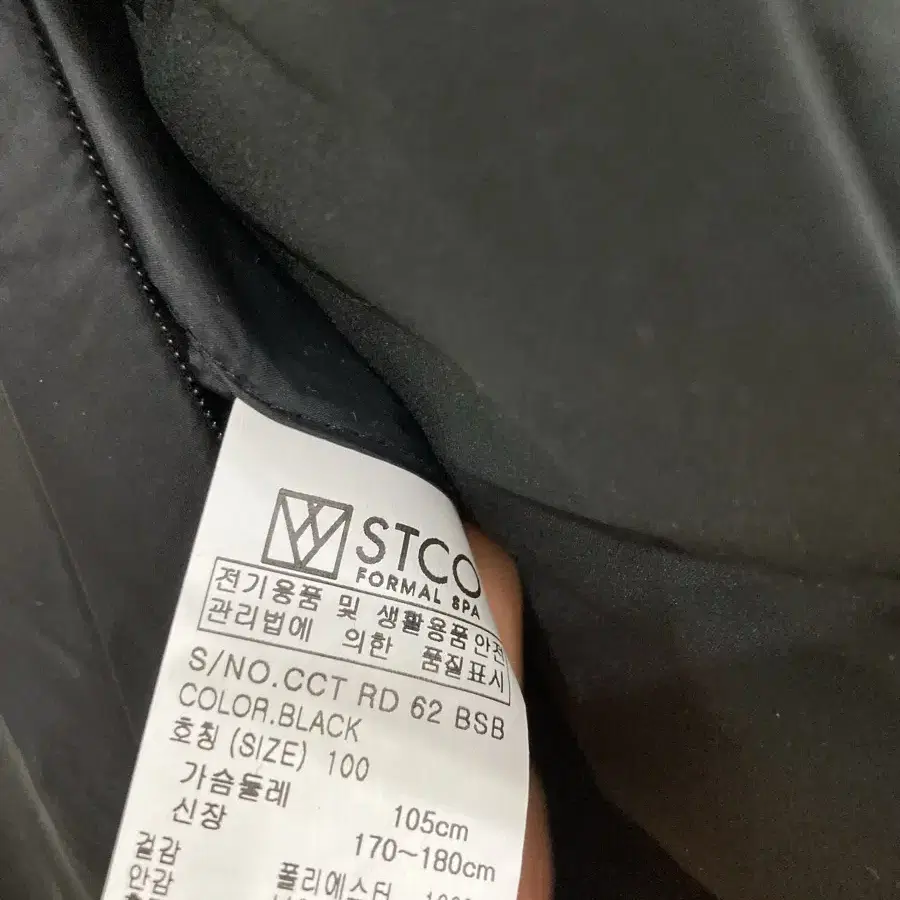 STCO
FORMAL SPA
전기용품 및 생활용품 안전
관리법에 의한 품질표시
S/NO.CCT RD 62 BSB
COLOR.BLACK
호칭 (SIZE) 100
가슴둘레 105cm
신장 170~180cm
겉감 폴리에스터
안감